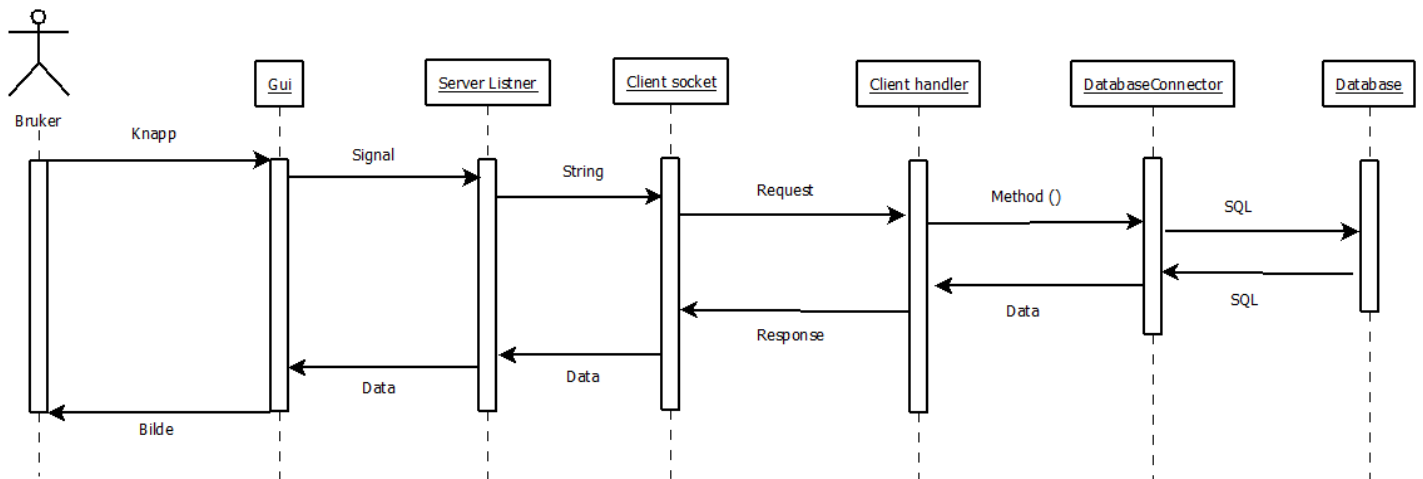 Bruker
Gui
Server Listner
Client socket
Client handler
DatabaseConnector
Database
Knapp
Signal
String
Request
Method ()
SQL
SQL
Data
Response
Data
Data
Bilde